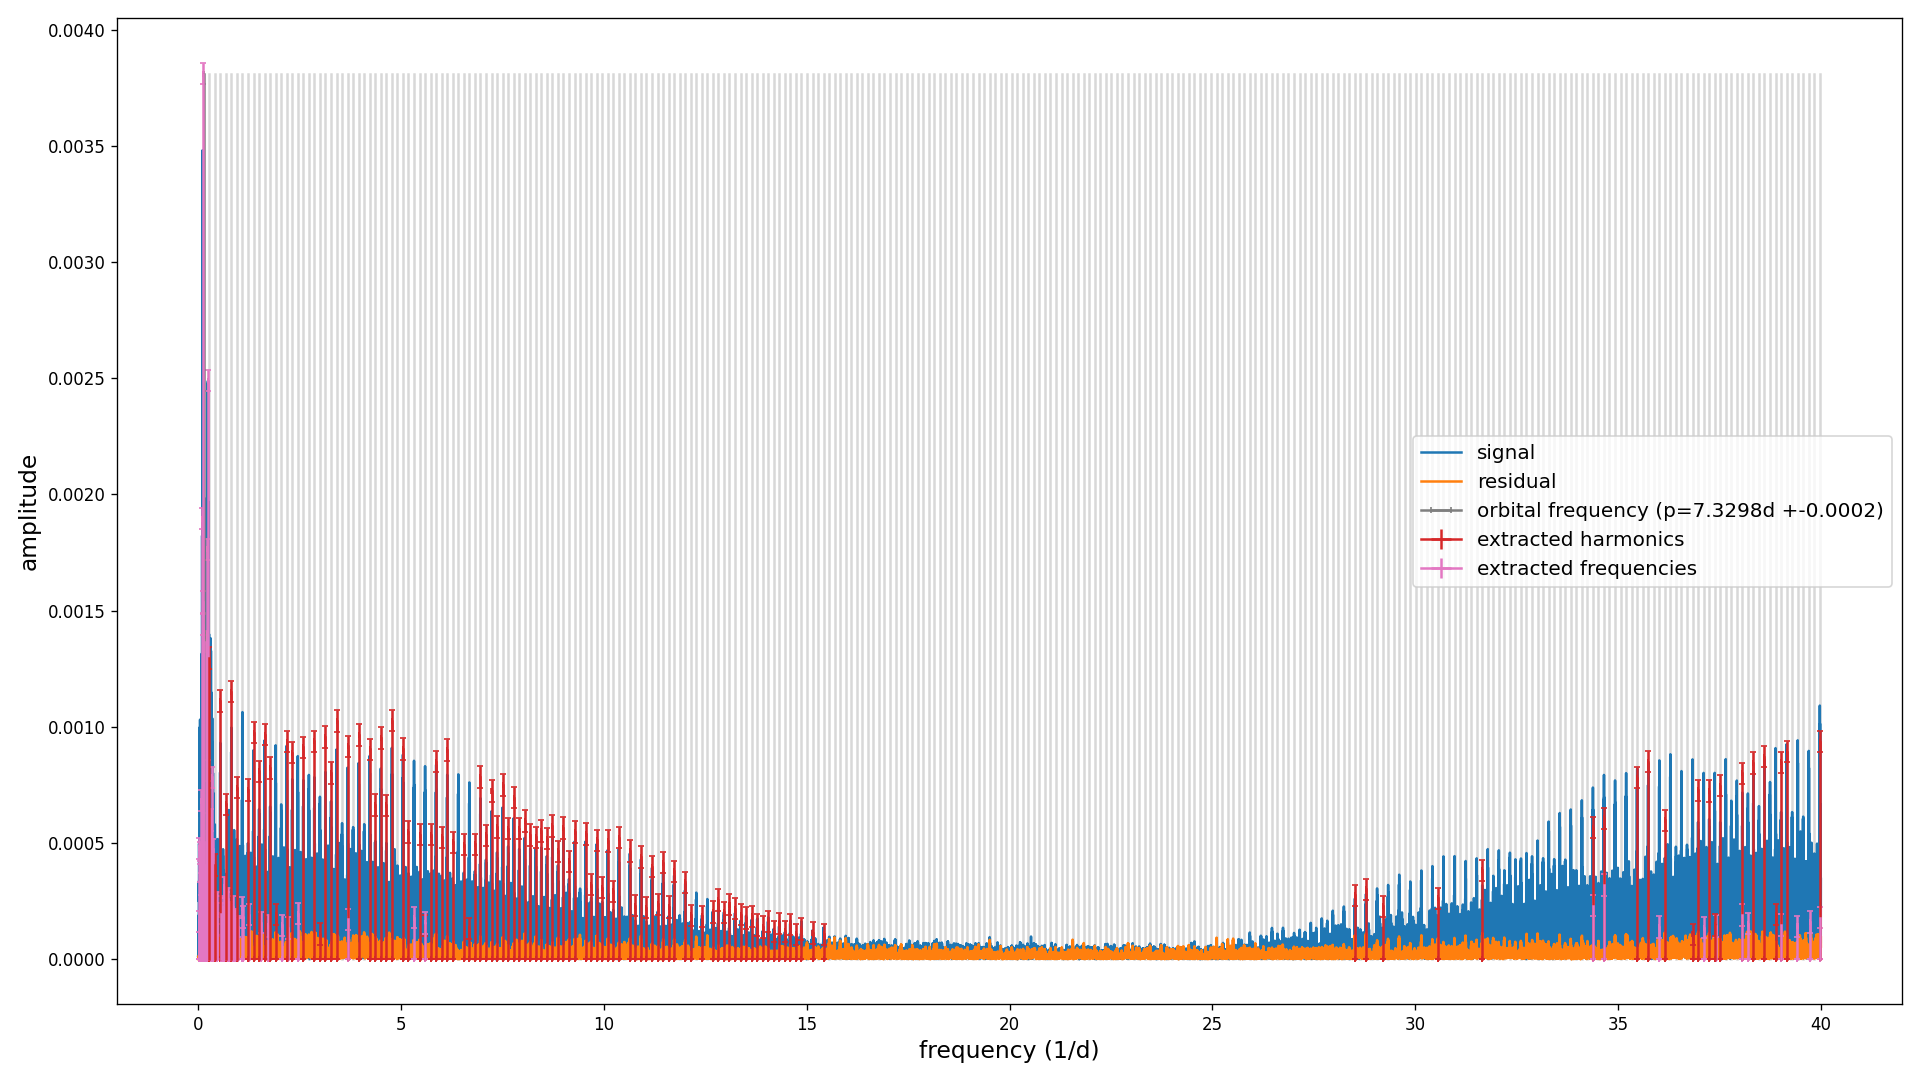 0.0040
0.0035
0.0030
0.0025
0.0020
0.0015
0.0010
0.0005
0.0000
amplitude
signal
residual
orbital frequency (p=7.3298d +-0.0002)
extracted harmonics
extracted frequencies
0 5 10 15 20 25 30 35 40
frequency (1/d)